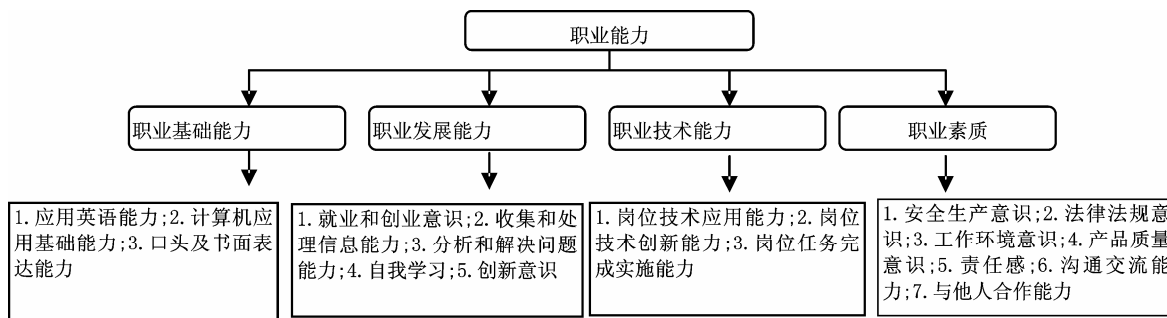 职业能力
职业基础能力
职业发展能力
职业技术能力
职业素质
1. 应用英语能力;2. 计算机应
用基础能力;3. 口头及书面表
达能力
1. 就业和创业意识;2. 收集和处
理信息能力;3. 分析和解决问题
能力;4. 自我学习;5. 创新意识
1. 岗位技术应用能力;2. 岗位
技术创新能力;3. 岗位任务完
成实施能力
1. 安全生产意识;2. 法律法规意
识;3. 工作环境意识;4. 产品质量
意识;5. 责任感;6. 沟通交流能
力;7. 与他人合作能力